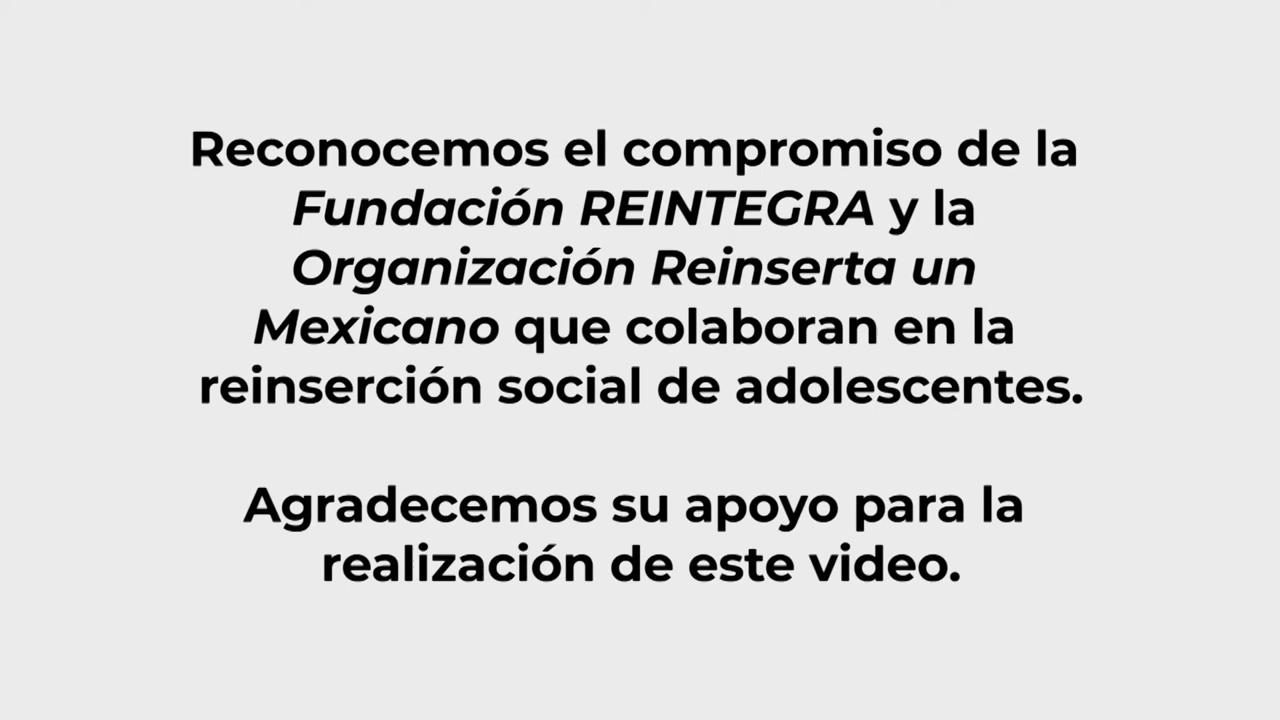 Reconocemos el compromiso de la
Fundación REINTEGRA y la
Organización Reinserta un
Mexicano que colaboran en la
reinserción social de adolescentes.
Agradecemos su apoyo para la
realización de este video.